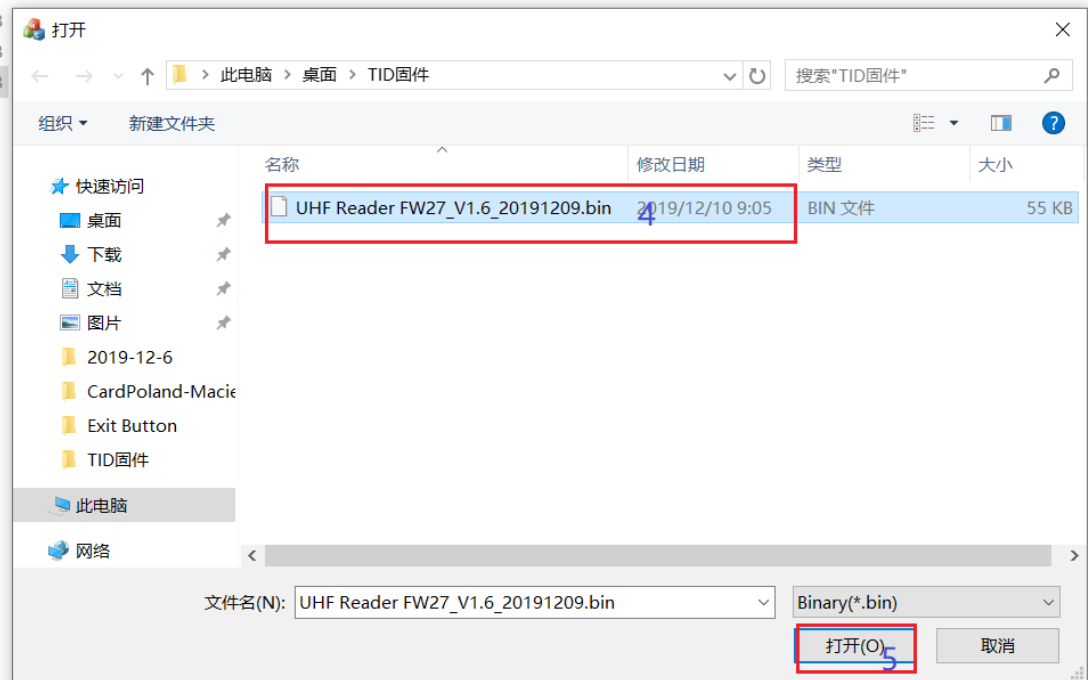 打开
此电脑 > 桌面 > TID固件
搜索"TID固件"
组织
新建文件夹
?
名称
修改日期
类型
大小
快速访问
桌面
下载
文档
图片
2019-12-6
CardPoland-Macie
Exit Button
TID固件
此电脑
网络
UHF Reader FW27_V1.6_20191209.bin 2019/12/10 9:05 BIN 文件 55 KB
4
文件名(N): UHF Reader FW27_V1.6_20191209.bin
Binary(*.bin)
打开(O)
5
取消